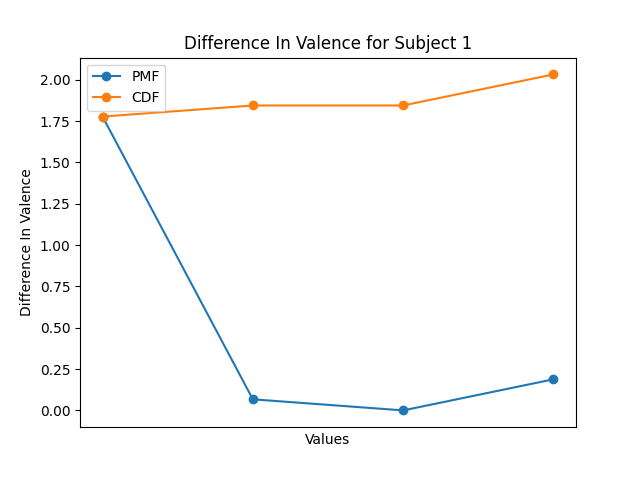 Difference In Valence for Subject 1
PMF
CDF
2.00
1.75
1.50
1.25
1.00
0.75
0.50
0.25
0.00
Difference In Valence
Values